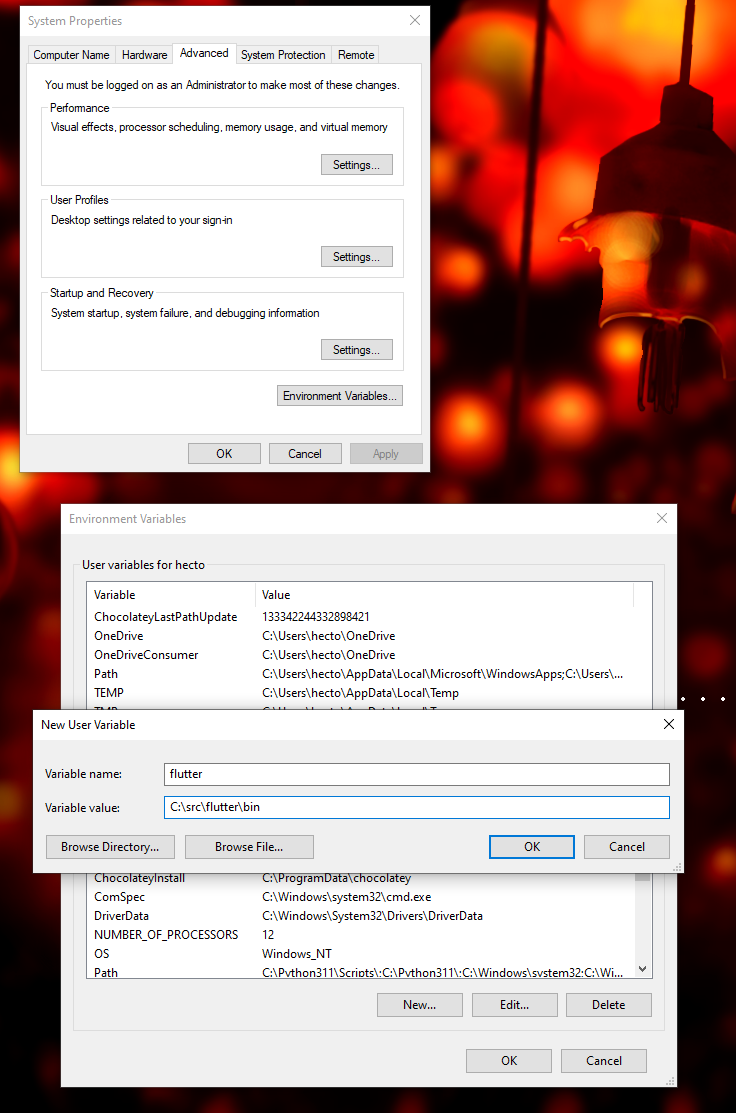 System Properties
Computer Name Hardware Advanced System Protection Remote
You must be logged on as an Administrator to make most of these changes.
Performance
Visual effects, processor scheduling, memory usage, and virtual memory
Settings...
User Profiles
Desktop settings related to your sign-in
Settings...
Startup and Recovery
System startup, system failure, and debugging information
Settings...
Environment Variables...
OK Cancel Apply
Environment Variables
User variables for hecto
Variable Value
ChocolateyLastPathUpdate 133342244332898421
OneDrive C:\Users\hecto\OneDrive
OneDriveConsumer C:\Users\hecto\OneDrive
Path C:\Users\hecto\AppData\Local\Microsoft\WindowsApps;C:\Users\...
TEMP C:\Users\hecto\AppData\Local\Temp
New User Variable
Variable name: flutter
Variable value: C:\src\flutter\bin
Browse Directory... Browse File... OK Cancel
ChocolateyInstall C:\ProgramData\chocolatey
ComSpec C:\Windows\system32\cmd.exe
DriverData C:\Windows\System32\Drivers\DriverData
NUMBER_OF_PROCESSORS 12
OS Windows_NT
Path C:\Python311\Scripts\;C:\Python311\;C:\Windows\system32;C:\Wi...
New... Edit... Delete
OK Cancel